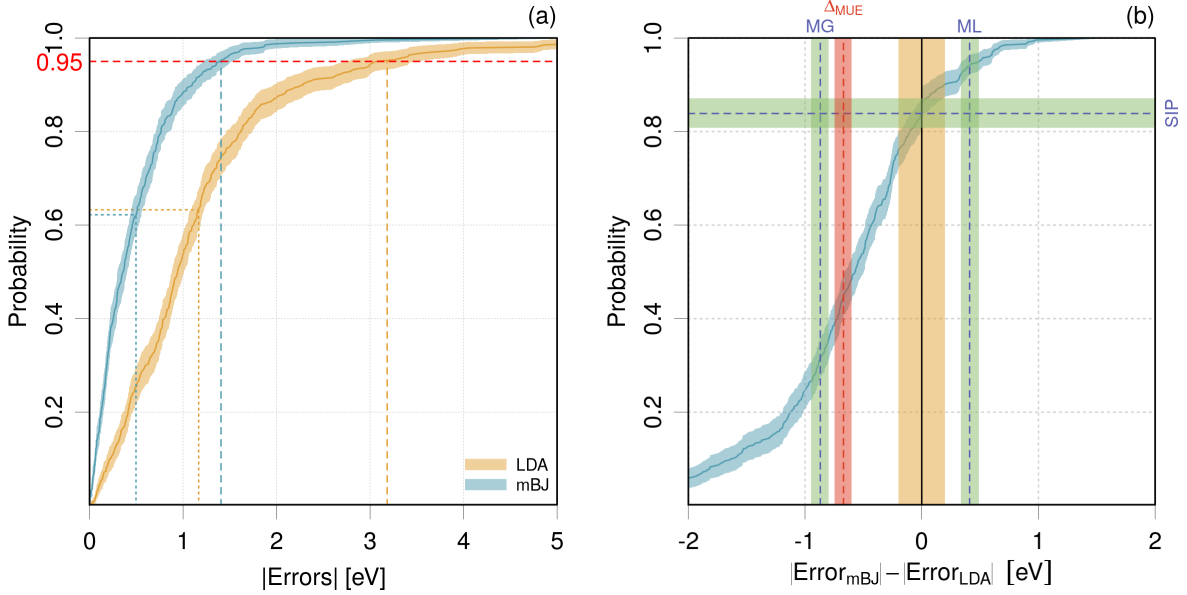 (a)
1.0
0.95
0.8
0.6
0.4
0.2
Probability
0 1 2 3 4 5
|Errors| [eV]
LDA
mBJ
(b)
Δ_MUE
MG ML
1.0
0.8
0.6
0.4
0.2
Probability
SIP
-2 -1 0 1 2
|Error_mBJ| − |Error_LDA| [eV]